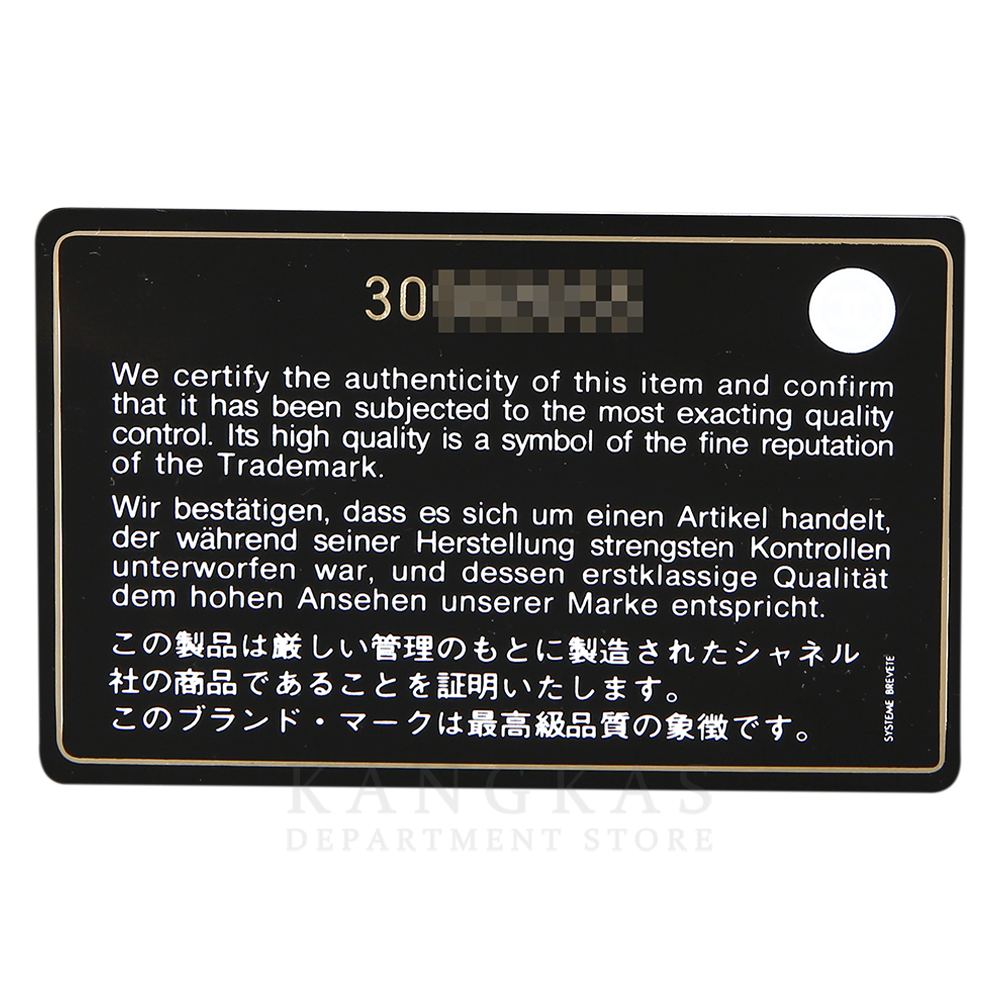 30
We certify the authenticity of this item and confirm
that it has been subjected to the most exacting quality
control. Its high quality is a symbol of the fine reputation
of the Trademark.
Wir bestätigen, dass es sich um einen Artikel handelt,
der während seiner Herstellung strengsten Kontrollen
unterworfen war, und dessen erstklassige Qualität
dem hohen Ansehen unserer Marke entspricht.
この製品は厳しい管理のもとに製造されたシャネル
社の商品であることを証明いたします。
このブランド・マークは最高級品質の象徴です。
SYSTEME BREVETE
KANGKAS
DEPARTMENT STORE